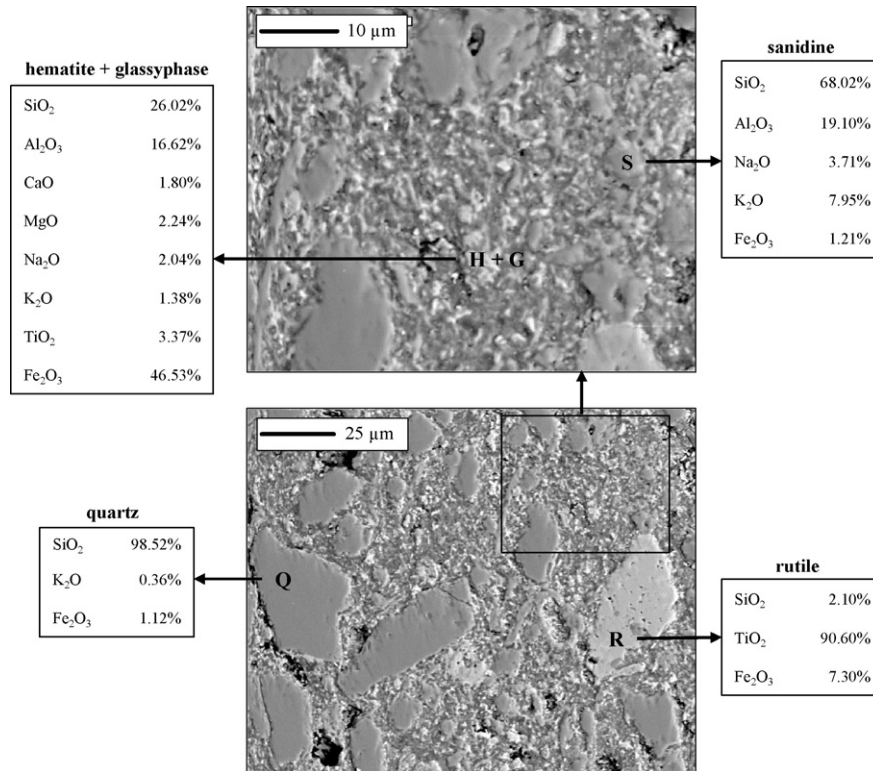 10 µm
hematite + glassyphase
SiO₂ 26.02%
Al₂O₃ 16.62%
CaO 1.80%
MgO 2.24%
Na₂O 2.04%
K₂O 1.38%
TiO₂ 3.37%
Fe₂O₃ 46.53%
sanidine
SiO₂ 68.02%
Al₂O₃ 19.10%
Na₂O 3.71%
K₂O 7.95%
Fe₂O₃ 1.21%
S
H + G
25 µm
quartz
SiO₂ 98.52%
K₂O 0.36%
Fe₂O₃ 1.12%
Q
R
rutile
SiO₂ 2.10%
TiO₂ 90.60%
Fe₂O₃ 7.30%